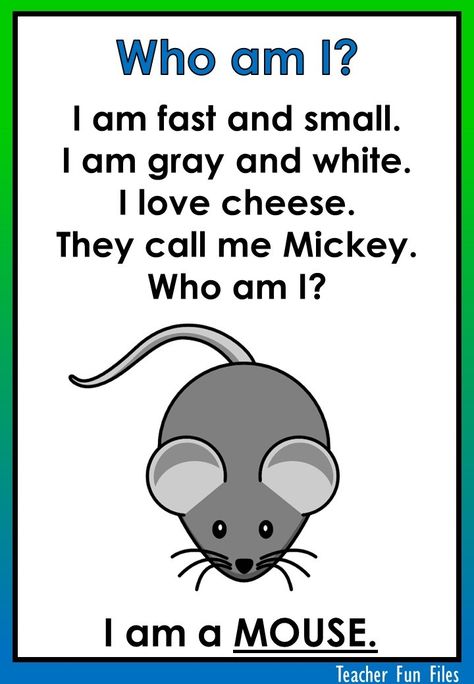 Who am I?
I am fast and small.
I am gray and white.
I love cheese.
They call me Mickey.
Who am I?
I am a MOUSE.
Teacher Fun Files